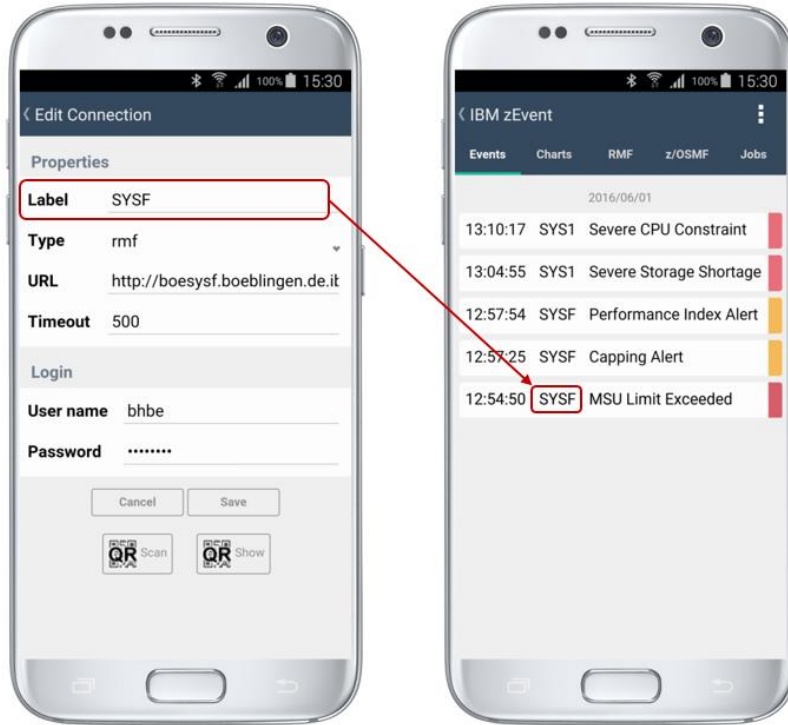 100% 15:30
Edit Connection
Properties
Label SYSF
Type rmf
URL http://boesysf.boeblingen.de.it
Timeout 500
Login
User name bhbe
Password ••••••••
Cancel Save
QR Scan QR Show
100% 15:30
IBM zEvent
Events Charts RMF z/OSMF Jobs
2016/06/01
13:10:17 SYS1 Severe CPU Constraint
13:04:55 SYS1 Severe Storage Shortage
12:57:54 SYSF Performance Index Alert
12:57:25 SYSF Capping Alert
12:54:50 SYSF MSU Limit Exceeded